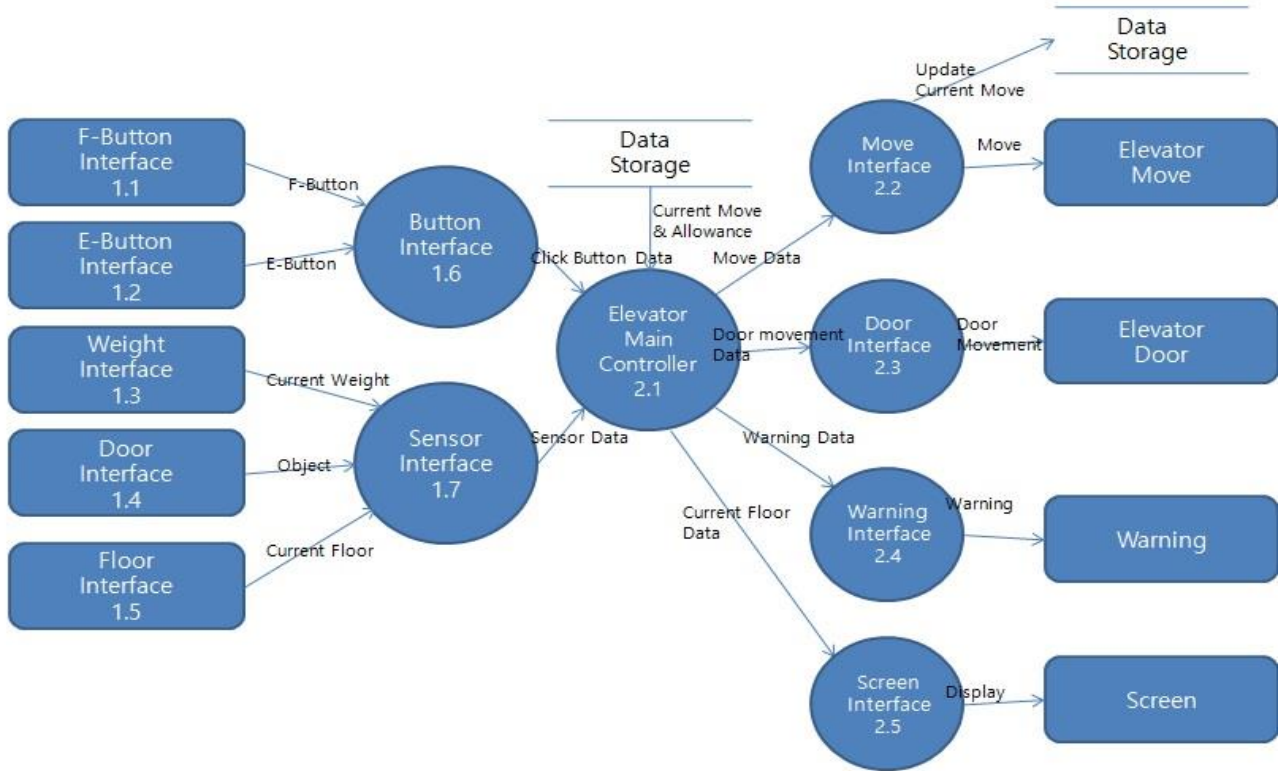 F-Button
Interface
1.1
E-Button
Interface
1.2
Weight
Interface
1.3
Door
Interface
1.4
Floor
Interface
1.5
F-Button
E-Button
Current Weight
Object
Current Floor
Button
Interface
1.6
Sensor
Interface
1.7
Click Button Data
Sensor Data
Data
Storage
Current Move
& Allowance
Elevator
Main
Controller
2.1
Move Data
Door movement
Data
Warning Data
Current Floor
Data
Move
Interface
2.2
Door
Interface
2.3
Warning
Interface
2.4
Screen
Interface
2.5
Update
Current Move
Move
Door
Movement
Warning
Display
Data
Storage
Elevator
Move
Elevator
Door
Warning
Screen